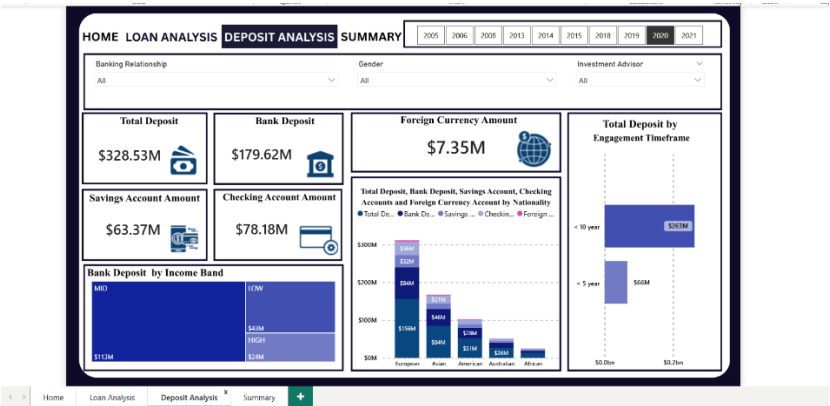 HOME LOAN ANALYSIS DEPOSIT ANALYSIS SUMMARY
2005 2006 2008 2013 2014 2015 2018 2019 2020 2021
Banking Relationship
All
Gender
All
Investment Advisor
All
Total Deposit
$328.53M
Bank Deposit
$179.62M
Foreign Currency Amount
$7.35M
Savings Account Amount
$63.37M
Checking Account Amount
$78.18M
Bank Deposit by Income Band
MID
$113M
LOW
$43M
HIGH
$24M
Total Deposit, Bank Deposit, Savings Account, Checking
Accounts and Foreign Currency Account by Nationality
Total De... Bank De... Savings ... Checkin... Foreign ...
$300M
$200M
$100M
$0M
$36M
$32M
$84M
$156M
$21M
$46M
$84M
$28M
$51M
$26M
European Asian American Australian African
Total Deposit by
Engagement Timeframe
< 10 year
$263M
< 5 year
$66M
$0.0bn $0.2bn
Home Loan Analysis Deposit Analysis x Summary +